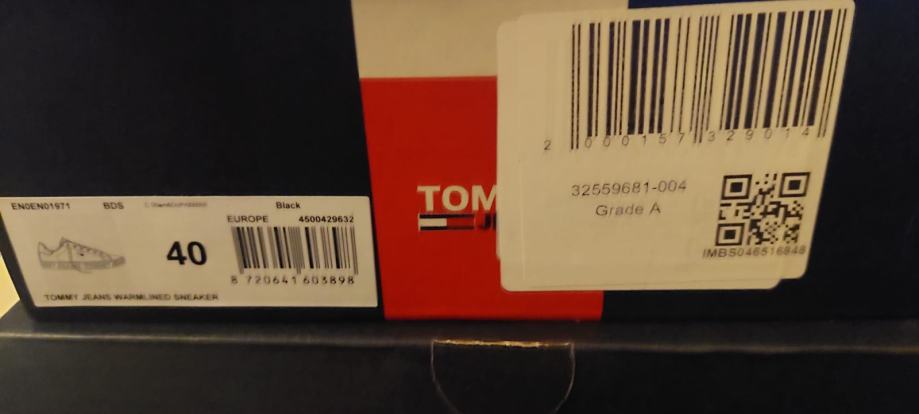 EN0EN01971 BDS Black
EUROPE 4500429632
40
8 720641 603898
TOMMY JEANS WARMLINED SNEAKER
TOM
2 000157 329014
32559681-004
Grade A
IMBS046516848